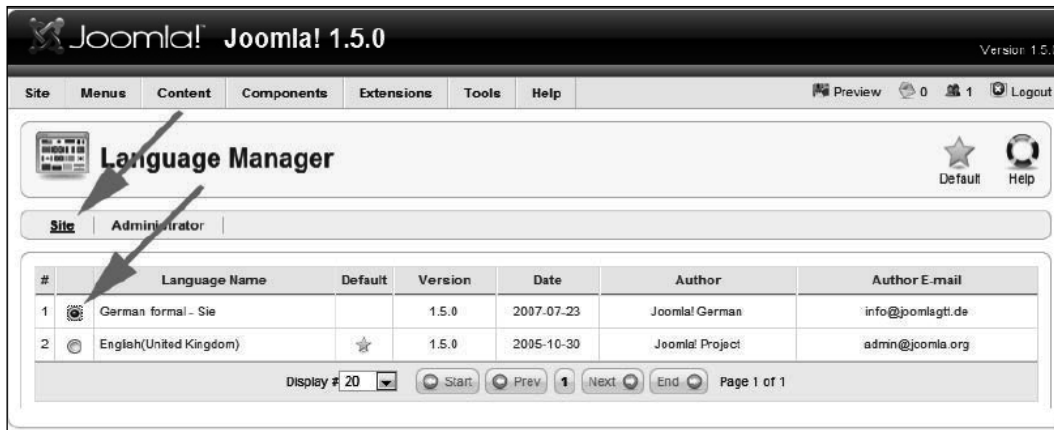 Joomla! Joomla! 1.5.0
Version 1.5.
Site Menus Content Components Extensions Tools Help Preview 0 1 Logout
Language Manager
Default Help
Site Administrator
# Language Name Default Version Date Author Author E-mail
1 German formal - Sie 1.5.0 2007-07-23 Joomla! German info@joomlagtt.de
2 English(United Kingdom) 1.5.0 2005-10-30 Joomla! Project admin@joomla.org
Display # 20 Start Prev 1 Next End Page 1 of 1